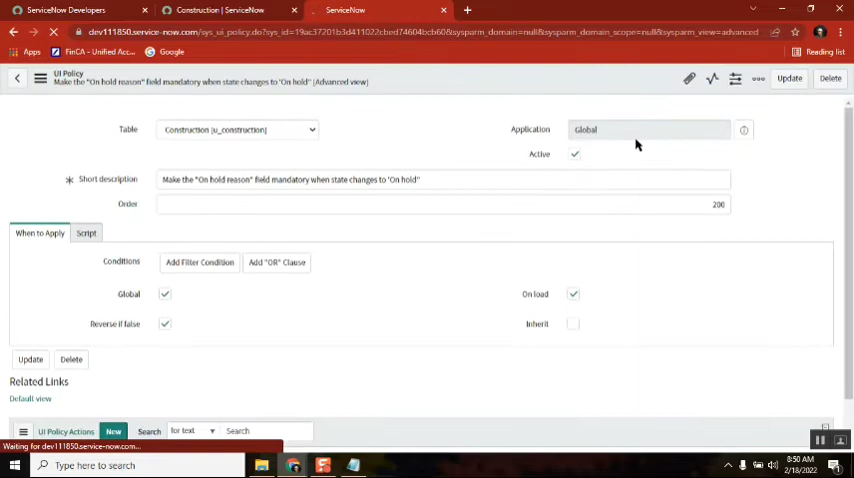 ServiceNow Developers
Construction | ServiceNow
ServiceNow
dev111850.service-now.com/sys_ui_policy.do?sys_id=19ac37201b3d411022cbed74604bcb60&sysparm_domain=null&sysparm_domain_scope=null&sysparm_view=advanced
Apps
FinCA - Unified Acc...
Google
Reading list
UI Policy
Make the "On hold reason" field mandatory when state changes to 'On hold" (Advanced view)
Update
Delete
Table
Construction [u_construction]
Application
Global
Active
Short description
Make the "On hold reason" field mandatory when state changes to 'On hold"
Order
200
When to Apply
Script
Conditions
Add Filter Condition
Add "OR" Clause
Global
On load
Reverse if false
Inherit
Update
Delete
Related Links
Default view
UI Policy Actions
New
Search
for text
Search
Waiting for dev111850.service-now.com...
Type here to search
8:50 AM
2/18/2022